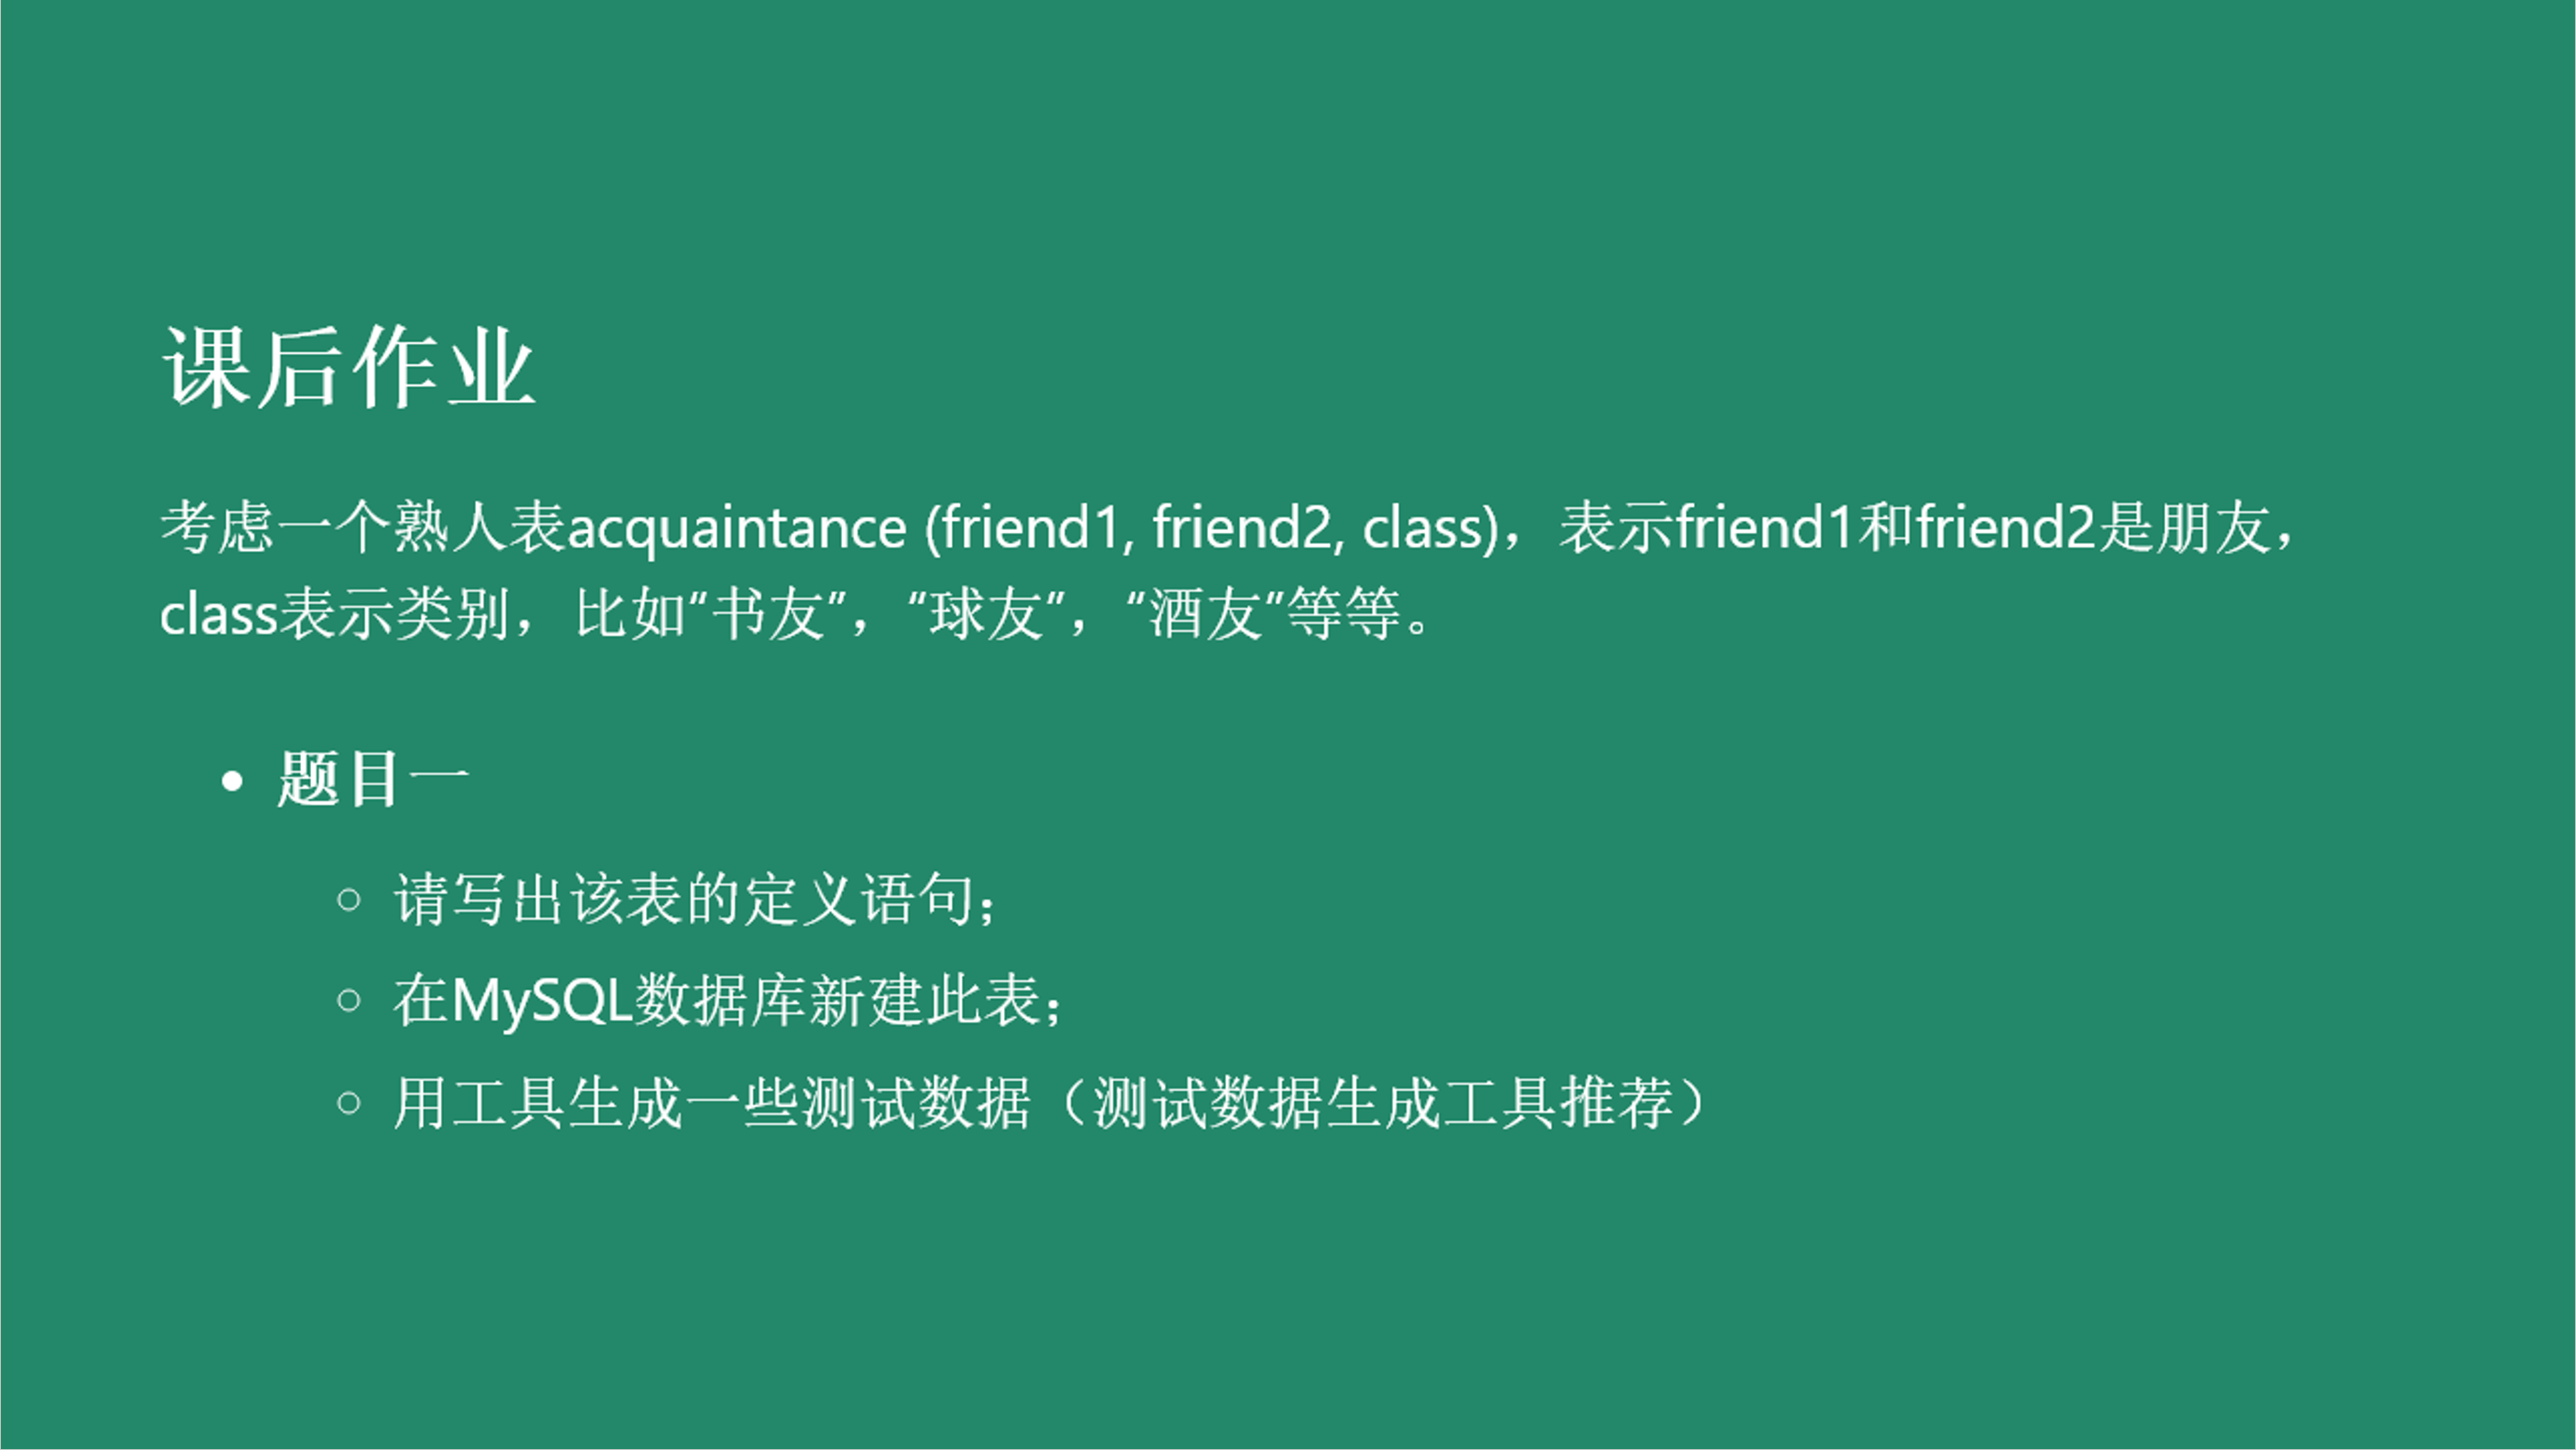 课后作业
考虑一个熟人表acquaintance (friend1, friend2, class)，表示friend1和friend2是朋友，
class表示类别，比如“书友”，“球友”，“酒友”等等。
• 题目一
○ 请写出该表的定义语句；
○ 在MySQL数据库新建此表；
○ 用工具生成一些测试数据（测试数据生成工具推荐）